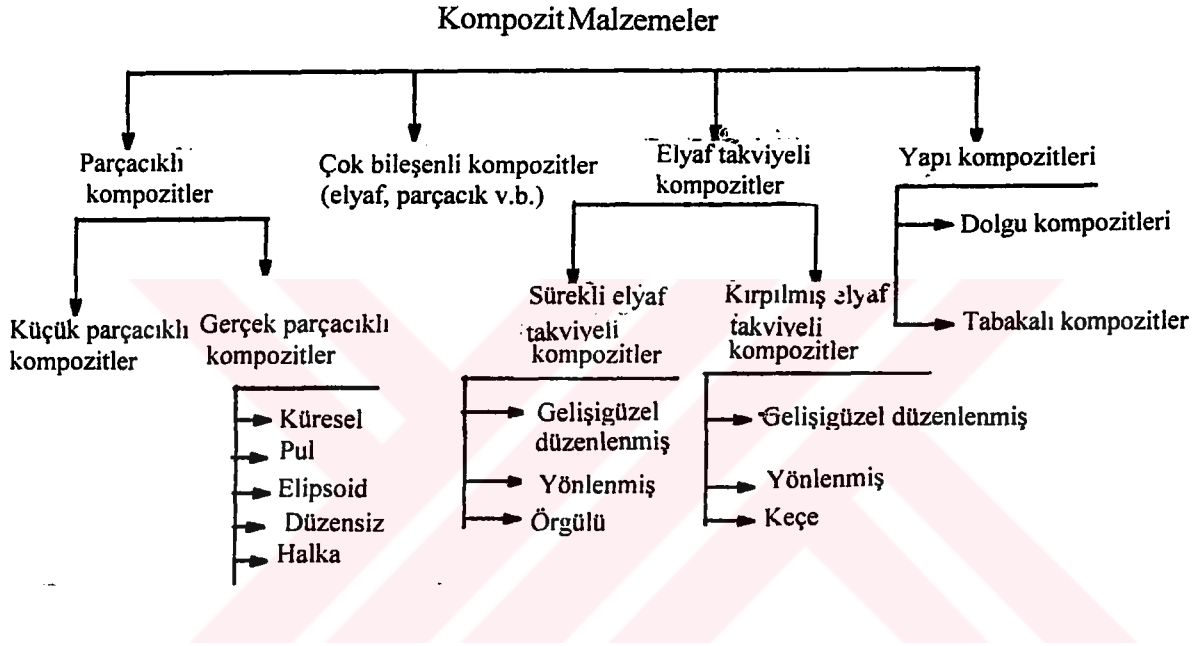 Kompozit Malzemeler
Parçacıklı
kompozitler
Çok bileşenli kompozitler
(elyaf, parçacık v.b.)
Elyaf takviyeli
kompozitler
Yapı kompozitleri
Dolgu kompozitleri
Tabakalı kompozitler
Küçük parçacıklı
kompozitler
Gerçek parçacıklı
kompozitler
Küresel
Pul
Elipsoid
Düzensiz
Halka
Sürekli elyaf
takviyeli
kompozitler
Gelişigüzel
düzenlenmiş
Yönlenmiş
Örgülü
Kırpılmış elyaf
takviyeli
kompozitler
Gelişigüzel düzenlenmiş
Yönlenmiş
Keçe